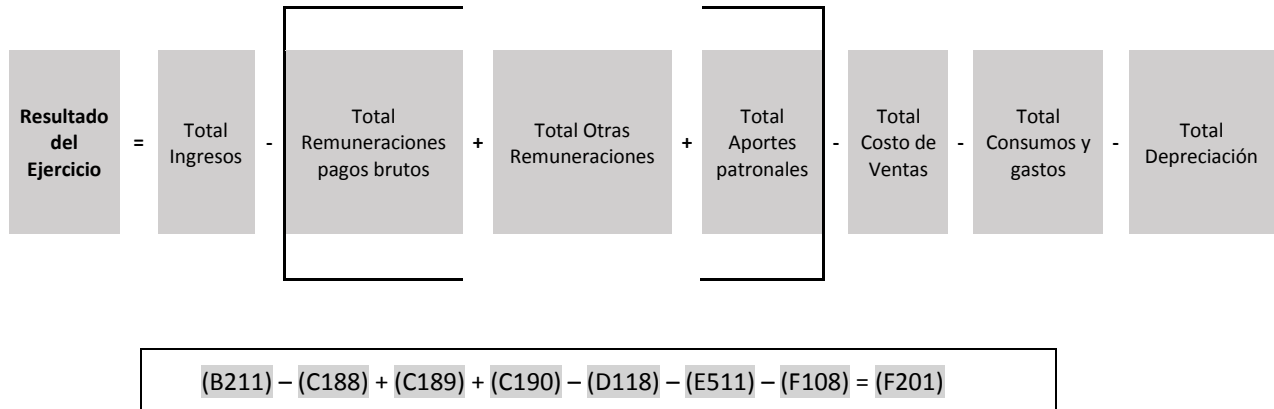 Resultado
del
Ejercicio
=
Total
Ingresos
-
Total
Remuneraciones
pagos brutos
+
Total Otras
Remuneraciones
+
Total
Aportes
patronales
-
Total
Costo de
Ventas
-
Total
Consumos y
gastos
-
Total
Depreciación
(B211) – (C188) + (C189) + (C190) – (D118) – (E511) – (F108) = (F201)